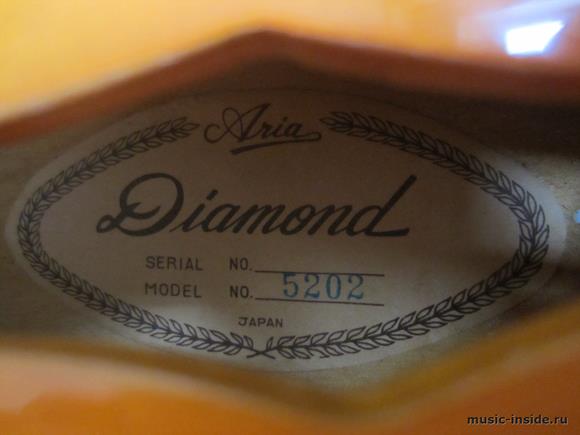 Aria
Diamond
SERIAL NO.
MODEL NO. 5202
JAPAN
music-inside.ru